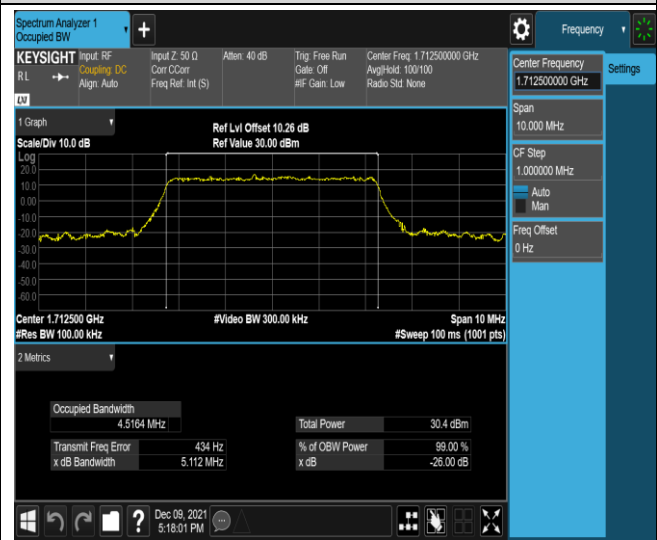 Spectrum Analyzer 1
Occupied BW
+
Frequency
KEYSIGHT
Input: RF
Coupling: DC
Align: Auto
Input Z: 50 Ω
Corr CCorr
Freq Ref: Int (S)
Atten: 40 dB
Trig: Free Run
Gate: Off
#IF Gain: Low
Center Freq: 1.712500000 GHz
Avg|Hold: 100/100
Radio Std: None
R L
LXI
Center Frequency
1.712500000 GHz
Settings
Span
10.000 MHz
CF Step
1.000000 MHz
Auto
Man
Freq Offset
0 Hz
1 Graph
Ref Lvl Offset 10.26 dB
Scale/Div 10.0 dB
Ref Value 30.00 dBm
Log
20.0
10.0
0.00
-10.0
-20.0
-30.0
-40.0
-50.0
-60.0
Center 1.712500 GHz
#Video BW 300.00 kHz
Span 10 MHz
#Res BW 100.00 kHz
#Sweep 100 ms (1001 pts)
2 Metrics
Occupied Bandwidth
4.5164 MHz
Total Power 30.4 dBm
Transmit Freq Error 434 Hz
% of OBW Power 99.00 %
x dB Bandwidth 5.112 MHz
x dB -26.00 dB
?
Dec 09, 2021
5:18:01 PM